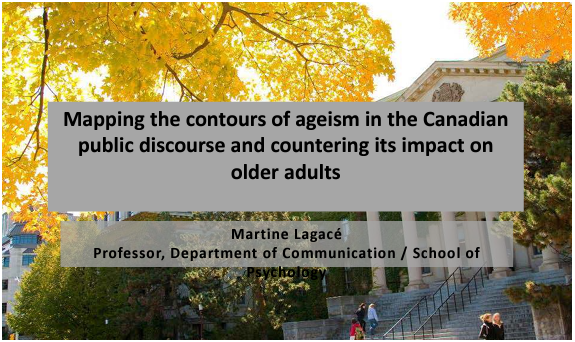 Mapping the contours of ageism in the Canadian
public discourse and countering its impact on
older adults
Martine Lagacé
Professor, Department of Communication / School of
Psychology